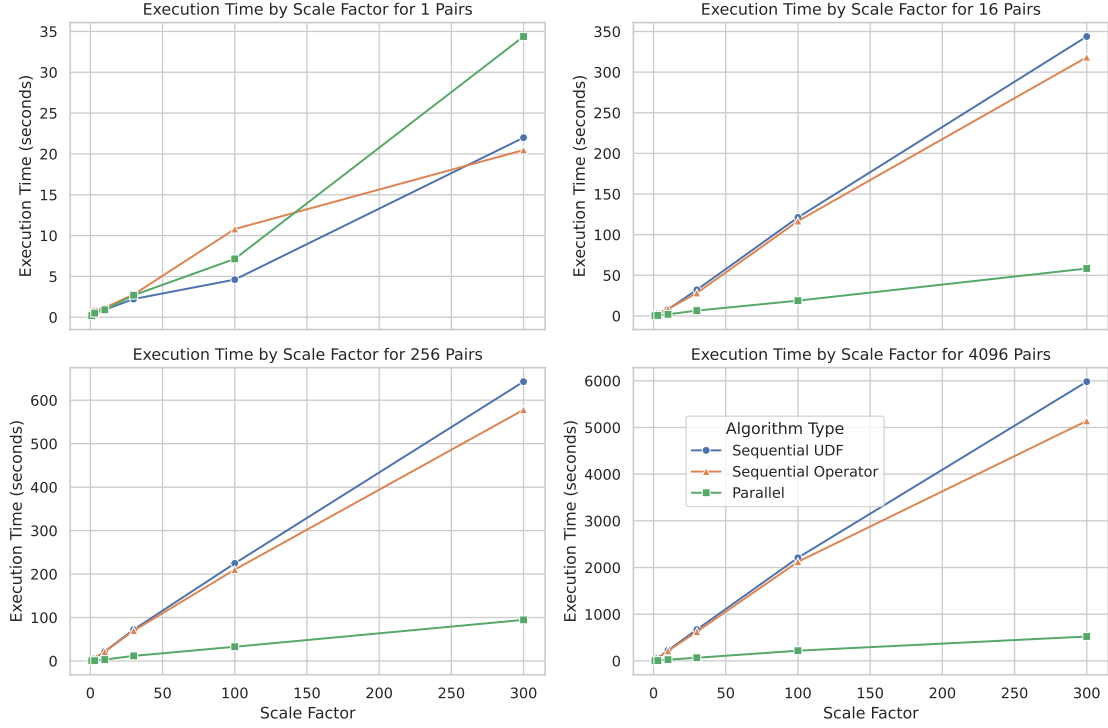 Execution Time by Scale Factor for 1 Pairs
Execution Time (seconds)
35
30
25
20
15
10
5
0
Execution Time by Scale Factor for 16 Pairs
Execution Time (seconds)
350
300
250
200
150
100
50
0
Execution Time by Scale Factor for 256 Pairs
Execution Time (seconds)
600
500
400
300
200
100
0
0 50 100 150 200 250 300
Scale Factor
Execution Time by Scale Factor for 4096 Pairs
Execution Time (seconds)
6000
5000
4000
3000
2000
1000
0
Algorithm Type
Sequential UDF
Sequential Operator
Parallel
0 50 100 150 200 250 300
Scale Factor